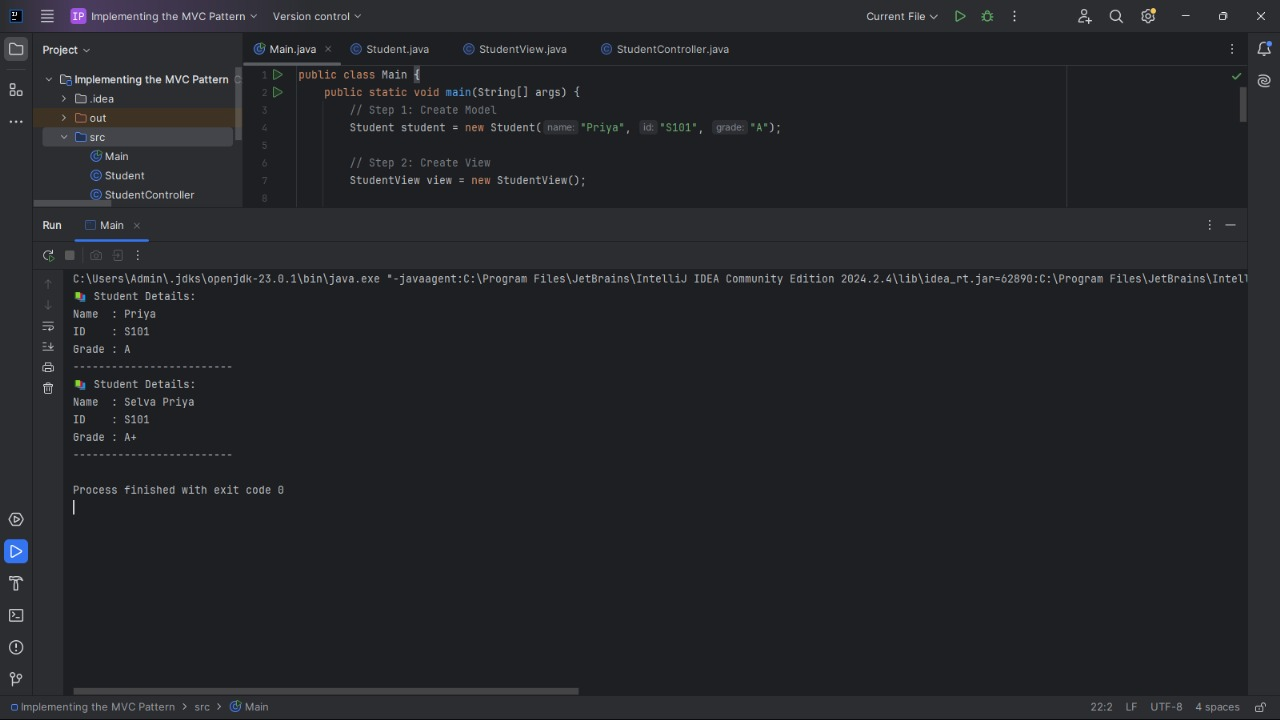 IP Implementing the MVC Pattern Version control Current File
Project
Main.java Student.java StudentView.java StudentController.java
Implementing the MVC Pattern
.idea
out
src
Main
Student
StudentController
1 public class Main {
2 public static void main(String[] args) {
3 // Step 1: Create Model
4 Student student = new Student( name: "Priya", id: "S101", grade: "A");
5
6 // Step 2: Create View
7 StudentView view = new StudentView();
8
Run Main
C:\Users\Admin\.jdks\openjdk-23.0.1\bin\java.exe "-javaagent:C:\Program Files\JetBrains\IntelliJ IDEA Community Edition 2024.2.4\lib\idea_rt.jar=62890:C:\Program Files\JetBrains\Intell
Student Details:
Name  : Priya
ID    : S101
Grade : A
-------------------------
Student Details:
Name  : Selva Priya
ID    : S101
Grade : A+
-------------------------
Process finished with exit code 0
Implementing the MVC Pattern > src > Main 22:2 LF UTF-8 4 spaces